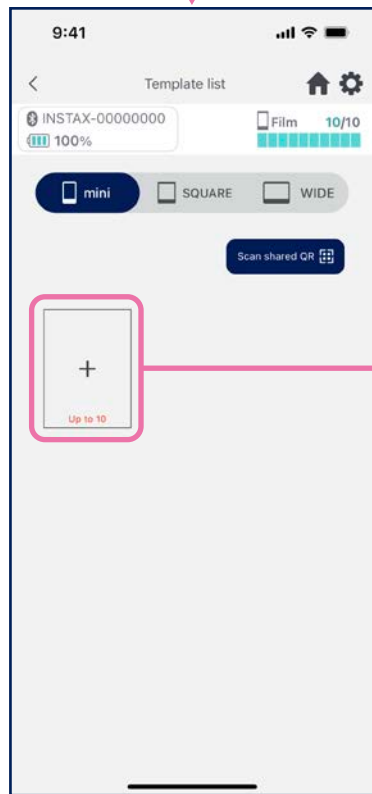 9:41
Template list
INSTAX-00000000
100%
Film 10/10
mini SQUARE WIDE
Scan shared QR
+
Up to 10